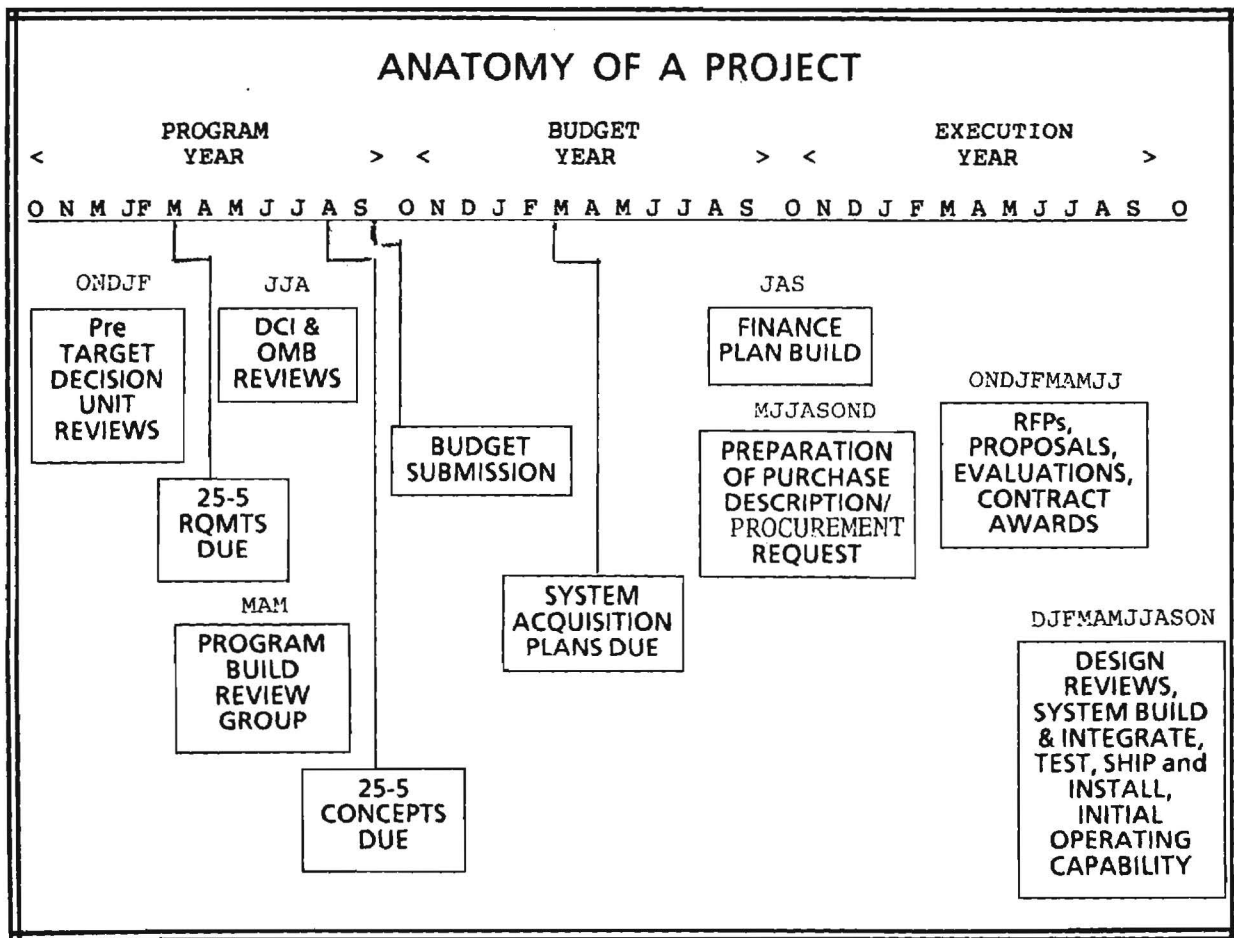 ANATOMY OF A PROJECT
PROGRAM
YEAR
BUDGET
YEAR
EXECUTION
YEAR
< > < > < >
O N M JF M A M J J A S O N D J F M A M J J A S O N D J F M A M J J A S O
ONDJF
Pre
TARGET
DECISION
UNIT
REVIEWS
JJA
DCI &
OMB
REVIEWS
25-5
RQMTS
DUE
MAM
PROGRAM
BUILD
REVIEW
GROUP
25-5
CONCEPTS
DUE
BUDGET
SUBMISSION
SYSTEM
ACQUISITION
PLANS DUE
JAS
FINANCE
PLAN BUILD
MJJASOND
PREPARATION
OF PURCHASE
DESCRIPTION/
PROCUREMENT
REQUEST
ONDJFMAMJJ
RFPs,
PROPOSALS,
EVALUATIONS,
CONTRACT
AWARDS
DJFMAMJJASON
DESIGN
REVIEWS,
SYSTEM BUILD
& INTEGRATE,
TEST, SHIP and
INSTALL,
INITIAL
OPERATING
CAPABILITY